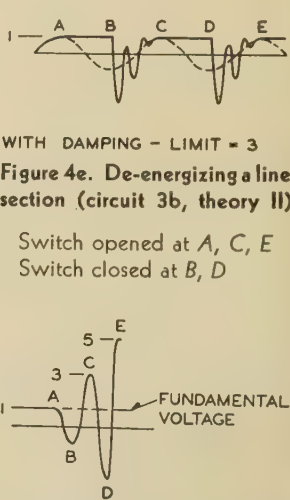 A B C D E
1
WITH DAMPING - LIMIT = 3
Figure 4e. De-energizing a line
section (circuit 3b, theory II)
Switch opened at A, C, E
Switch closed at B, D
E
5
C
3
A
1
FUNDAMENTAL
VOLTAGE
B
D